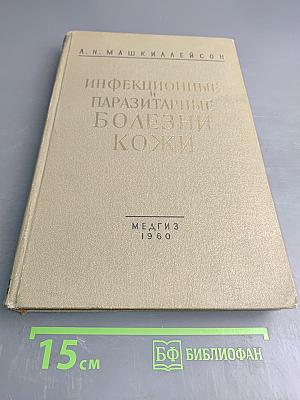 Л.Н.МАШКИЛЛЕЙСОН
ИНФЕКЦИОННЫЕ
И
ПАРАЗИТАРНЫЕ
БОЛЕЗНИ
КОЖИ
МЕДГИЗ
1960
15 см
БФ БИБЛИОФАН